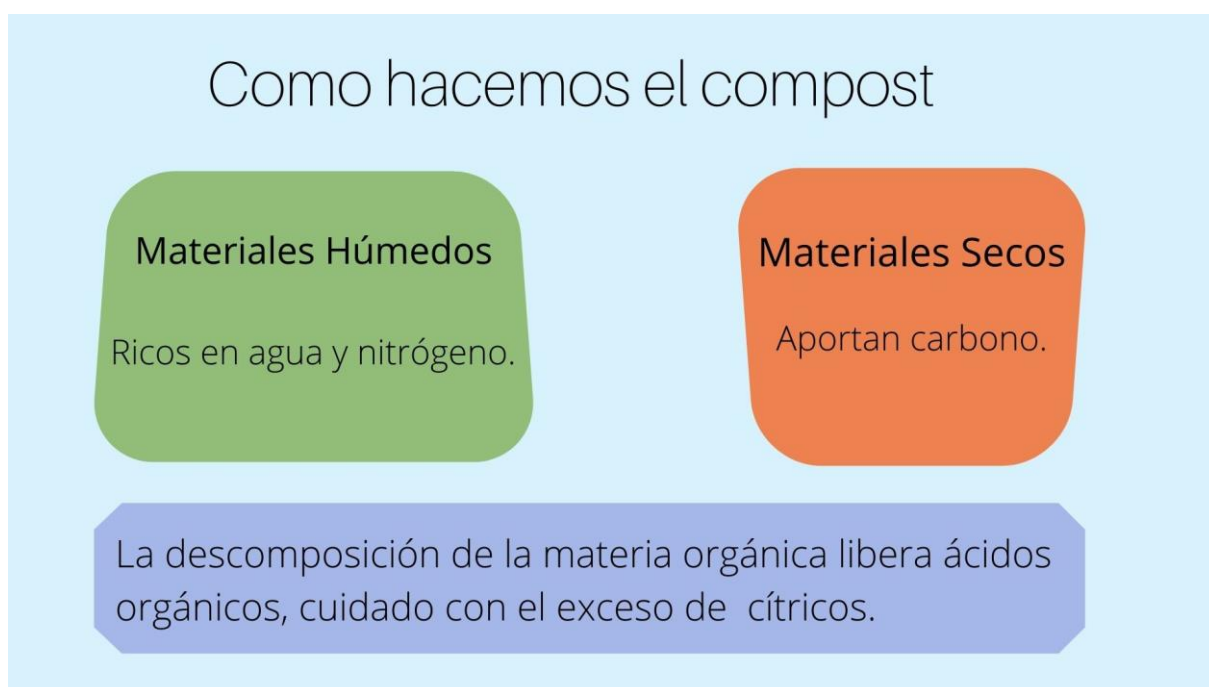 Como hacemos el compost
Materiales Húmedos
Ricos en agua y nitrógeno.
Materiales Secos
Aportan carbono.
La descomposición de la materia orgánica libera ácidos
orgánicos, cuidado con el exceso de cítricos.